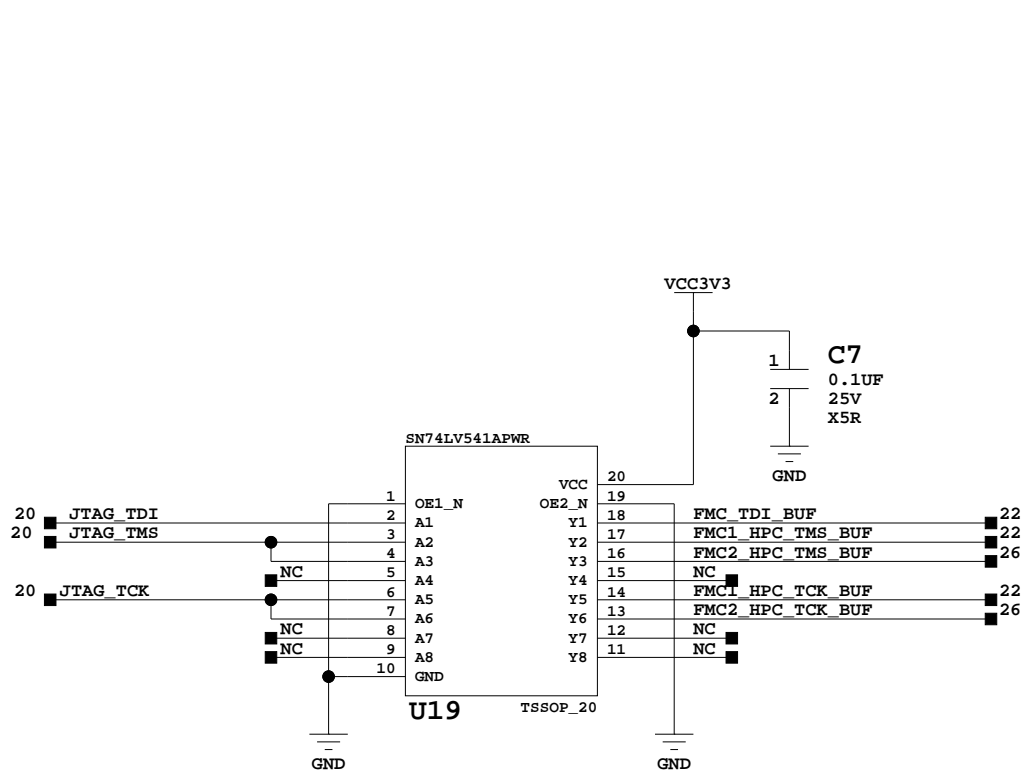 VCC3V3
C7
1
0.1UF
2
25V
X5R
GND
SN74LV541APWR
VCC 20
1 OE1_N OE2_N 19
20 JTAG_TDI 2 A1 Y1 18 FMC_TDI_BUF 22
20 JTAG_TMS 3 A2 Y2 17 FMC1_HPC_TMS_BUF 22
4 A3 Y3 16 FMC2_HPC_TMS_BUF 26
NC 5 A4 Y4 15 NC
20 JTAG_TCK 6 A5 Y5 14 FMC1_HPC_TCK_BUF 22
7 A6 Y6 13 FMC2_HPC_TCK_BUF 26
NC 8 A7 Y7 12 NC
NC 9 A8 Y8 11 NC
10 GND
U19 TSSOP_20
GND GND